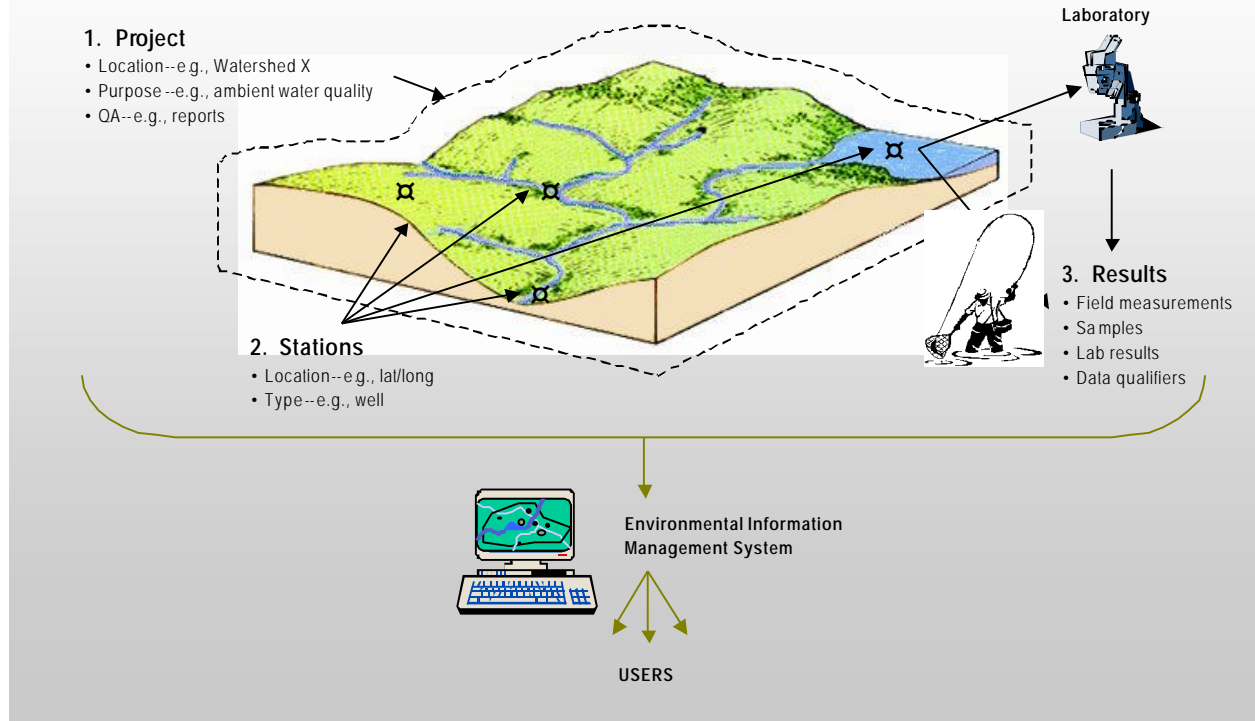 Laboratory
1. Project
• Location--e.g., Watershed X
• Purpose--e.g., ambient water quality
• QA--e.g., reports
2. Stations
• Location--e.g., lat/long
• Type--e.g., well
3. Results
• Field measurements
• Samples
• Lab results
• Data qualifiers
Environmental Information
Management System
USERS